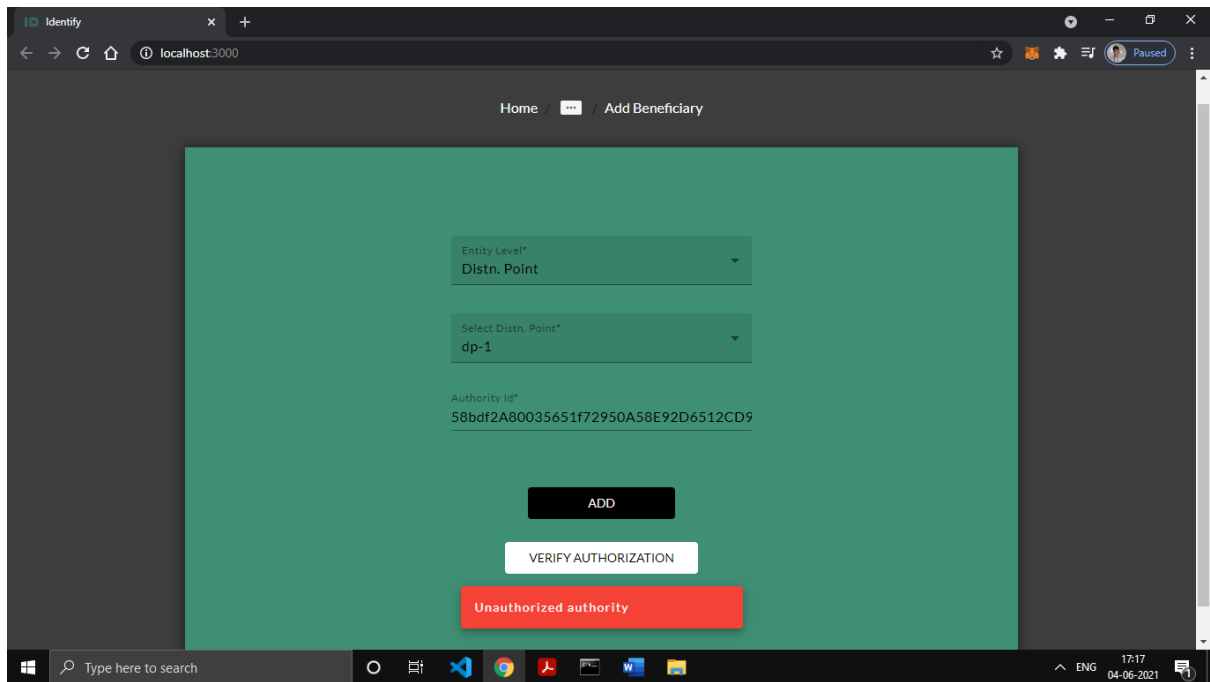 ID Identify
localhost:3000
Paused
Home / ... / Add Beneficiary
Entity Level*
Distn. Point
Select Distn. Point*
dp-1
Authority Id*
58bdf2A80035651f72950A58E92D6512CD9
ADD
VERIFY AUTHORIZATION
Unauthorized authority
Type here to search
ENG
17:17
04-06-2021
1